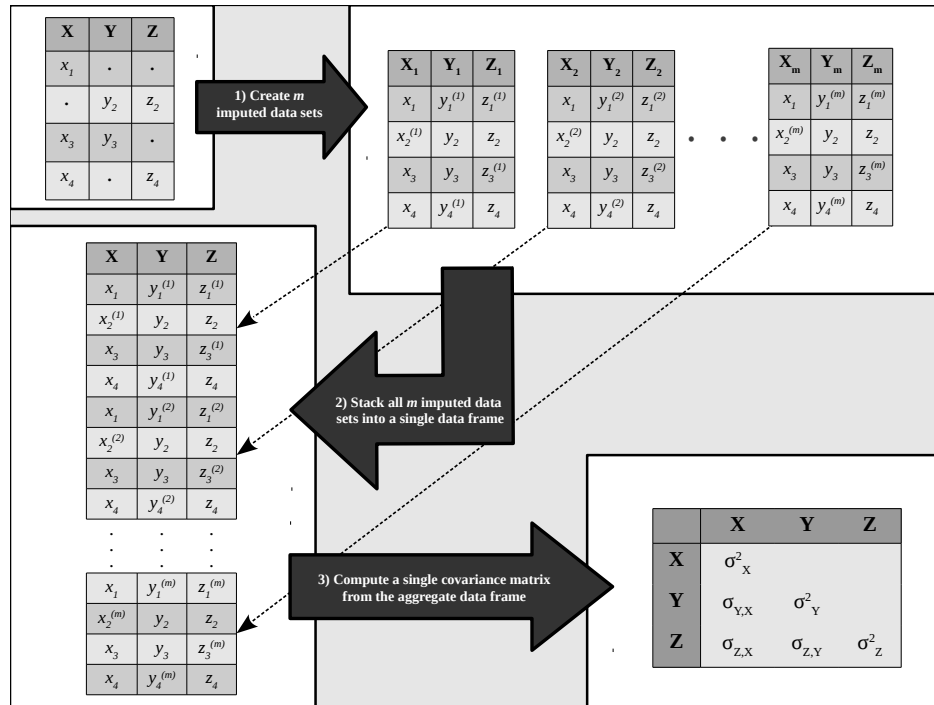 X Y Z
x₁ . .
. y₂ z₂
x₃ y₃ .
x₄ . z₄
1) Create m
imputed data sets
X₁ Y₁ Z₁
x₁ y₁⁽¹⁾ z₁⁽¹⁾
x₂⁽¹⁾ y₂ z₂
x₃ y₃ z₃⁽¹⁾
x₄ y₄⁽¹⁾ z₄
X₂ Y₂ Z₂
x₁ y₁⁽²⁾ z₁⁽²⁾
x₂⁽²⁾ y₂ z₂
x₃ y₃ z₃⁽²⁾
x₄ y₄⁽²⁾ z₄
. . .
Xₘ Yₘ Zₘ
x₁ y₁⁽ᵐ⁾ z₁⁽ᵐ⁾
x₂⁽ᵐ⁾ y₂ z₂
x₃ y₃ z₃⁽ᵐ⁾
x₄ y₄⁽ᵐ⁾ z₄
2) Stack all m imputed data
sets into a single data frame
X Y Z
x₁ y₁⁽¹⁾ z₁⁽¹⁾
x₂⁽¹⁾ y₂ z₂
x₃ y₃ z₃⁽¹⁾
x₄ y₄⁽¹⁾ z₄
x₁ y₁⁽²⁾ z₁⁽²⁾
x₂⁽²⁾ y₂ z₂
x₃ y₃ z₃⁽²⁾
x₄ y₄⁽²⁾ z₄
. . .
. . .
. . .
x₁ y₁⁽ᵐ⁾ z₁⁽ᵐ⁾
x₂⁽ᵐ⁾ y₂ z₂
x₃ y₃ z₃⁽ᵐ⁾
x₄ y₄⁽ᵐ⁾ z₄
3) Compute a single covariance matrix
from the aggregate data frame
X Y Z
X σ²_X
Y σ_Y,X σ²_Y
Z σ_Z,X σ_Z,Y σ²_Z